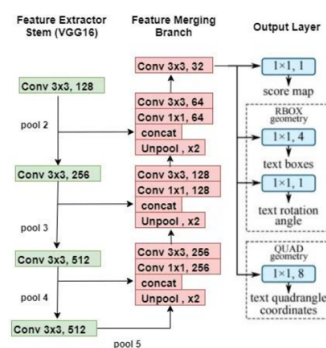 Feature Extractor
Stem (VGG16)
Conv 3x3, 128
pool 2
Conv 3x3, 256
pool 3
Conv 3x3, 512
pool 4
Conv 3x3, 512
pool 5
Feature Merging
Branch
Conv 3x3, 32
Conv 3x3, 64
Conv 1x1, 64
concat
Unpool , x2
Conv 3x3, 128
Conv 1x1, 128
concat
Unpool , x2
Conv 3x3, 256
Conv 1x1, 256
concat
Unpool , x2
Output Layer
1×1, 1
score map
RBOX
geometry
1×1, 4
text boxes
1×1, 1
text rotation
angle
QUAD
geometry
1×1, 8
text quadrangle
coordinates